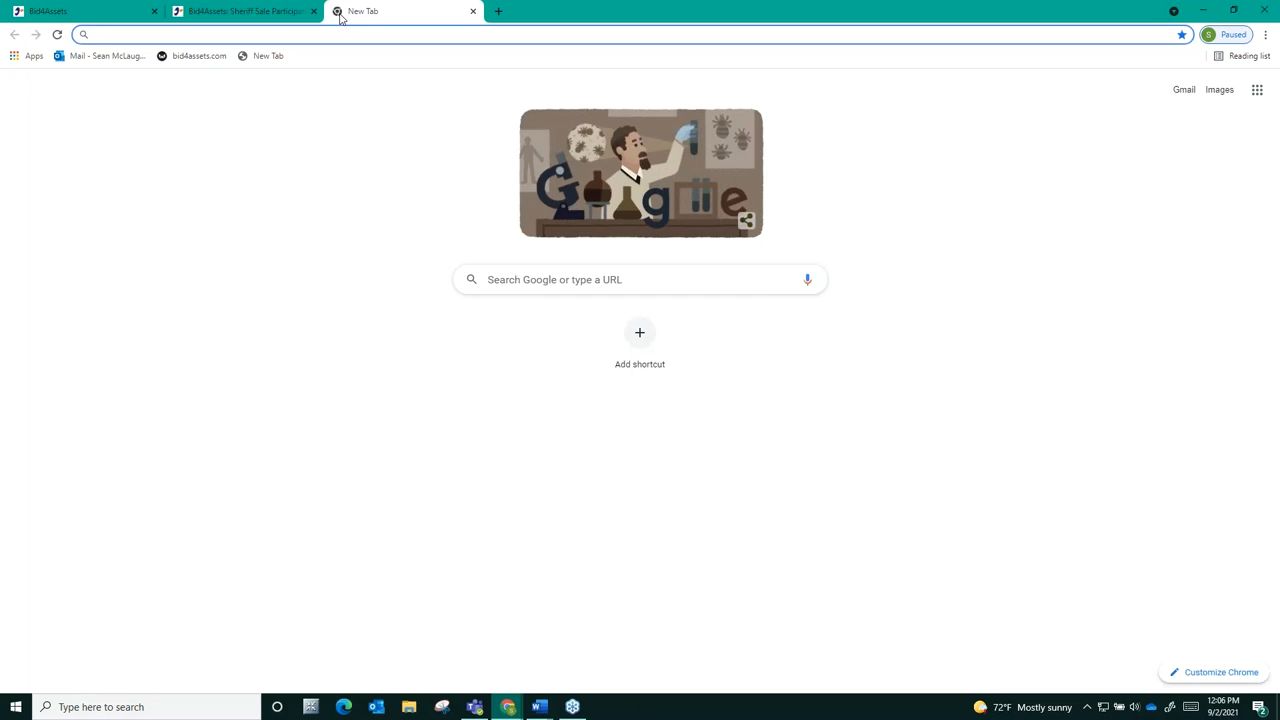 Bid4Assets
Bid4Assets: Sheriff Sale Participat
New Tab
Paused
Apps
Mail - Sean McLaug...
bid4assets.com
New Tab
Reading list
Gmail
Images
G g e
Search Google or type a URL
Add shortcut
Customize Chrome
Type here to search
72°F Mostly sunny
12:06 PM
9/2/2021
2